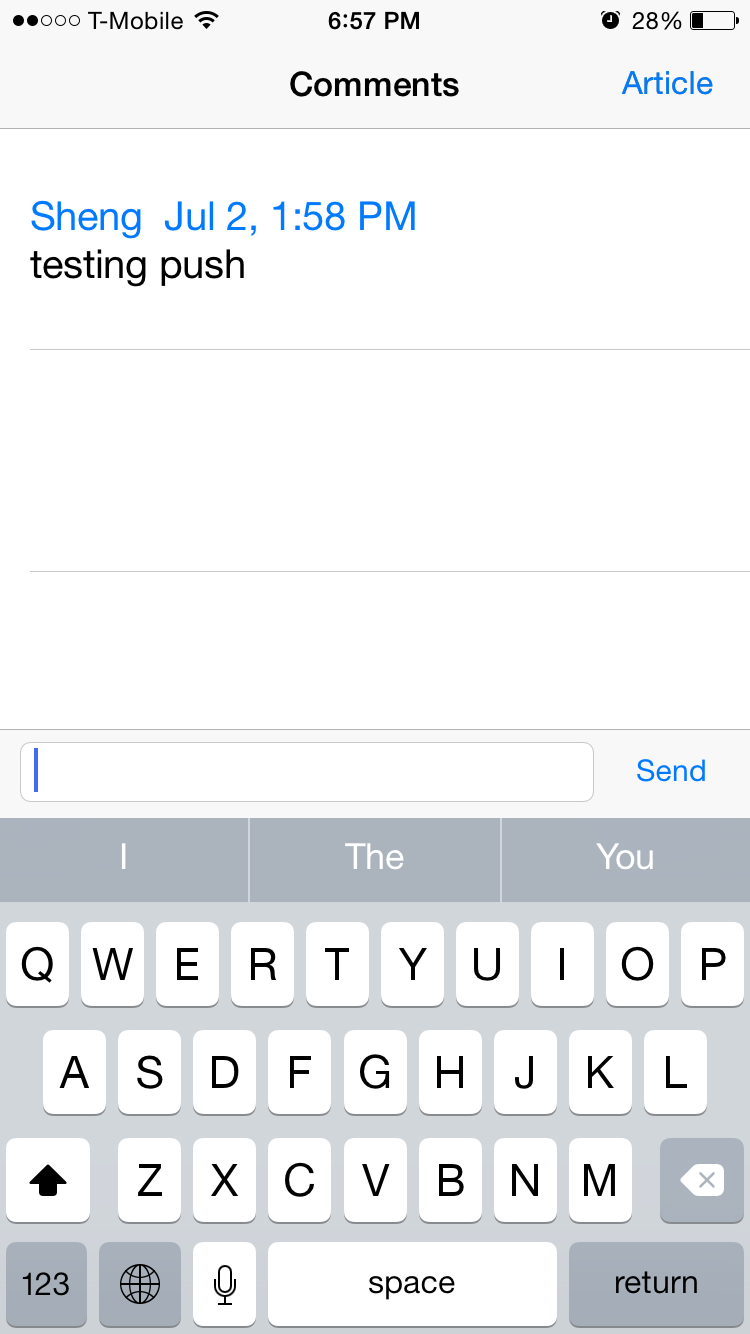 T-Mobile 6:57 PM 28%
Comments Article
Sheng Jul 2, 1:58 PM
testing push
Send
I The You
Q W E R T Y U I O P
A S D F G H J K L
Z X C V B N M
123 space return